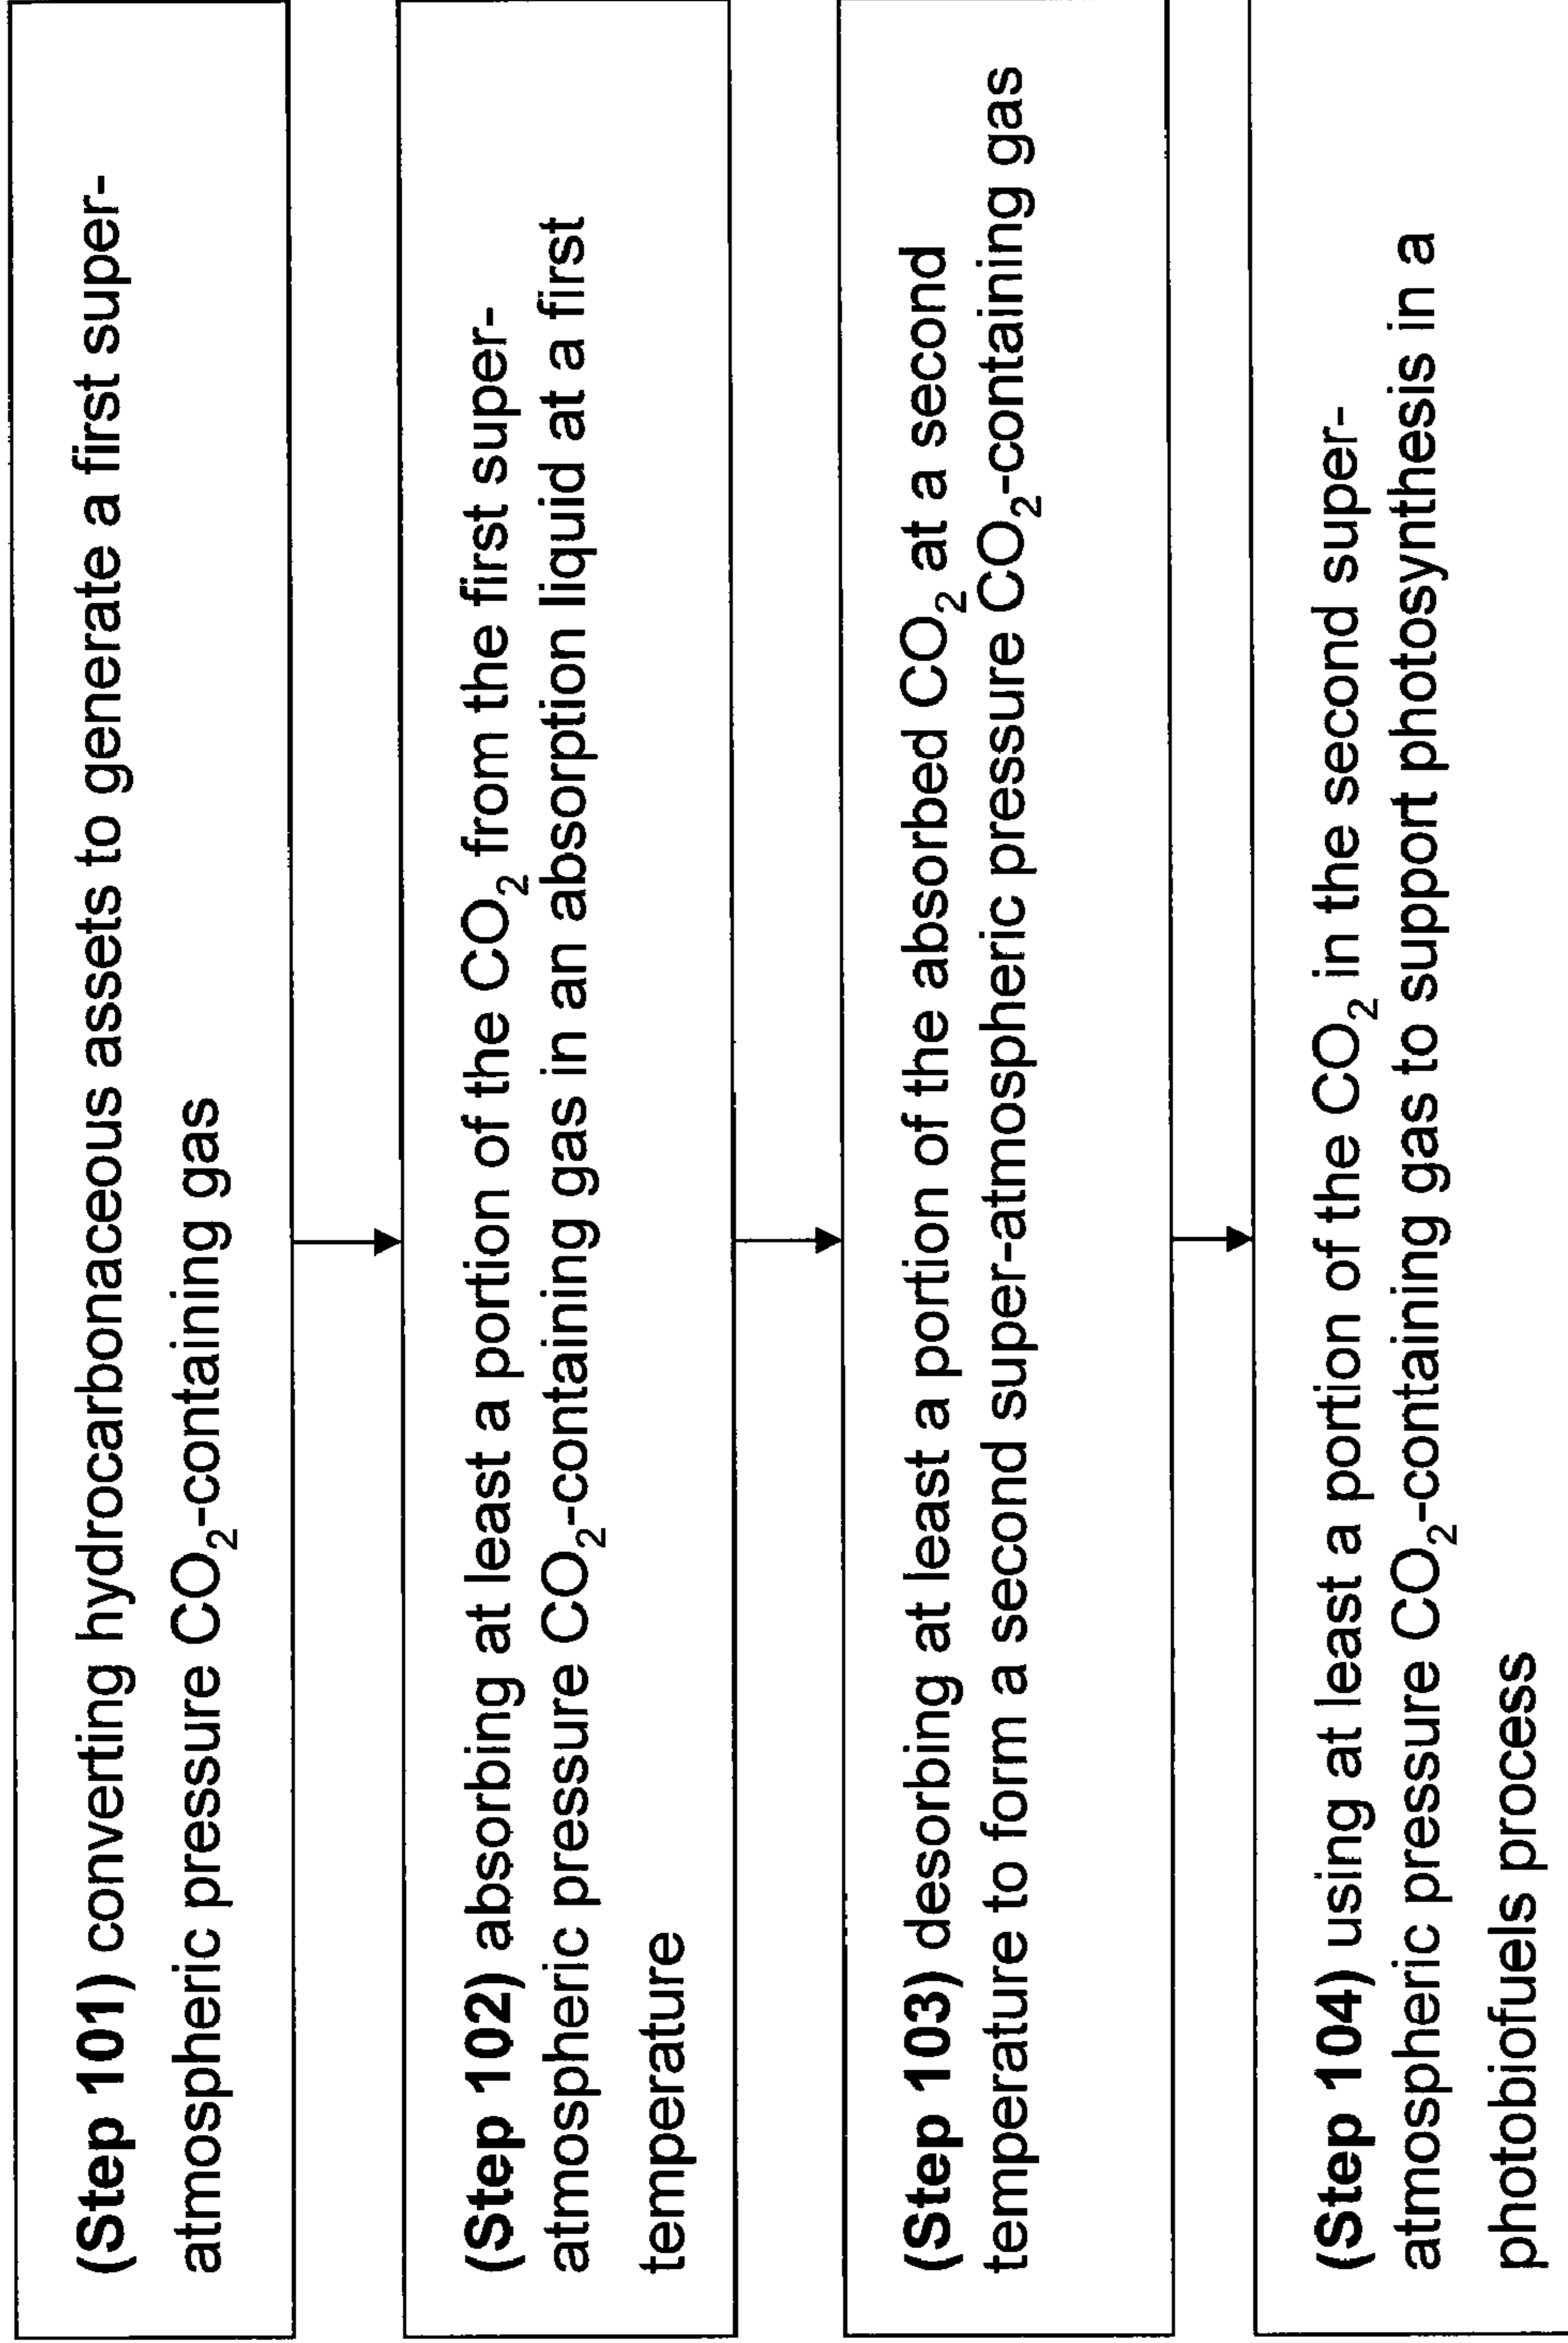 (Step 101) converting hydrocarbonaceous assets to generate a first super-
atmospheric pressure CO₂-containing gas
(Step 102) absorbing at least a portion of the CO₂ from the first super-
atmospheric pressure CO₂-containing gas in an absorption liquid at a first
temperature
(Step 103) desorbing at least a portion of the absorbed CO₂ at a second
temperature to form a second super-atmospheric pressure CO₂-containing gas
(Step 104) using at least a portion of the CO₂ in the second super-
atmospheric pressure CO₂-containing gas to support photosynthesis in a
photobiofuels process